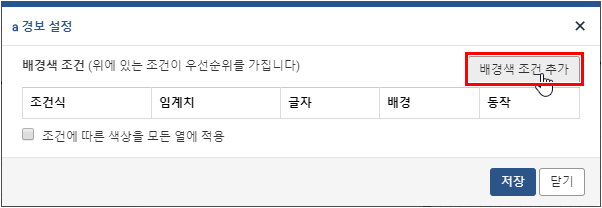 a 경보 설정 ×
배경색 조건 (위에 있는 조건이 우선순위를 가집니다) 배경색 조건 추가
조건식 임계치 글자 배경 동작
조건에 따른 색상을 모든 열에 적용
저장 닫기